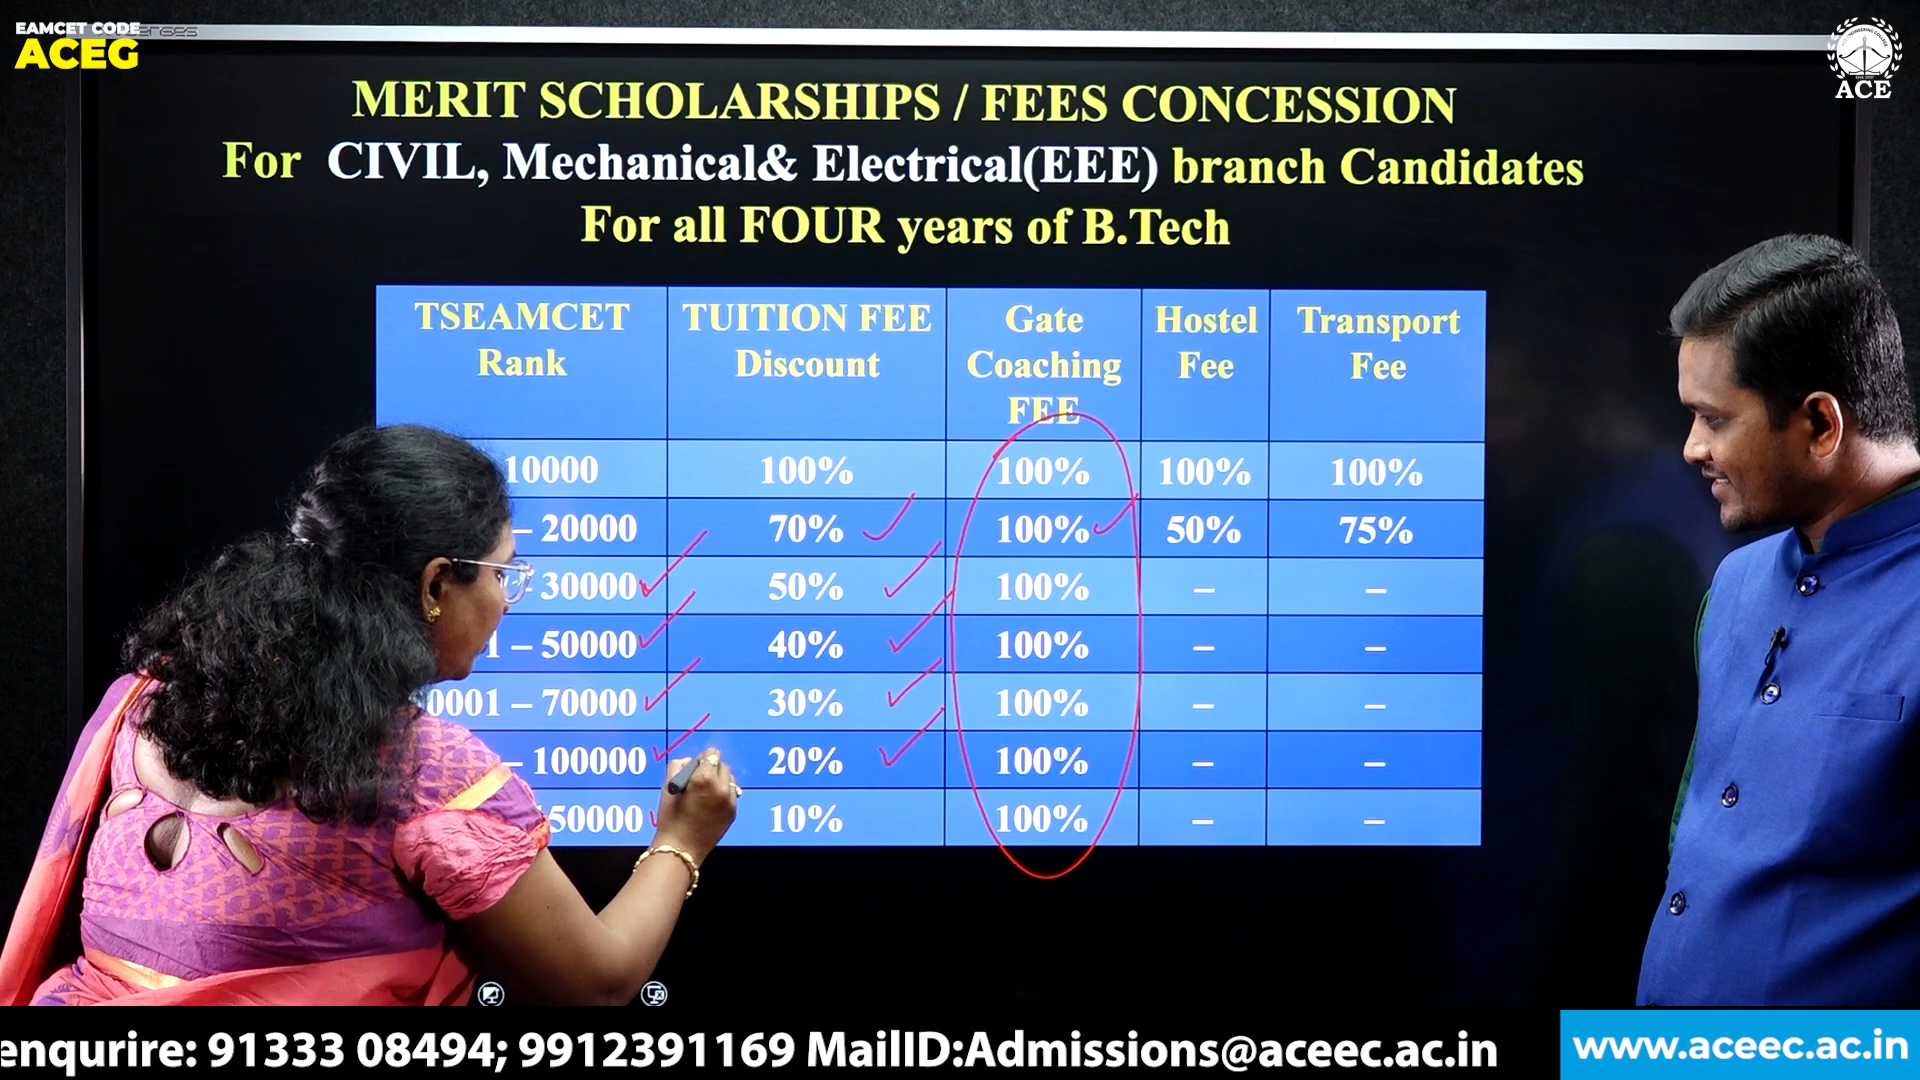 EAMCET CODE
ACEG
ACE
MERIT SCHOLARSHIPS / FEES CONCESSION
For CIVIL, Mechanical& Electrical(EEE) branch Candidates
For all FOUR years of B.Tech
TSEAMCET Rank TUITION FEE Discount Gate Coaching FEE Hostel Fee Transport Fee
10000 100% 100% 100% 100%
– 20000 70% 100% 50% 75%
– 30000 50% 100% – –
1 – 50000 40% 100% – –
0001 – 70000 30% 100% – –
– 100000 20% 100% – –
50000 10% 100% – –
enqurire: 91333 08494; 9912391169 MailID:Admissions@aceec.ac.in
www.aceec.ac.in